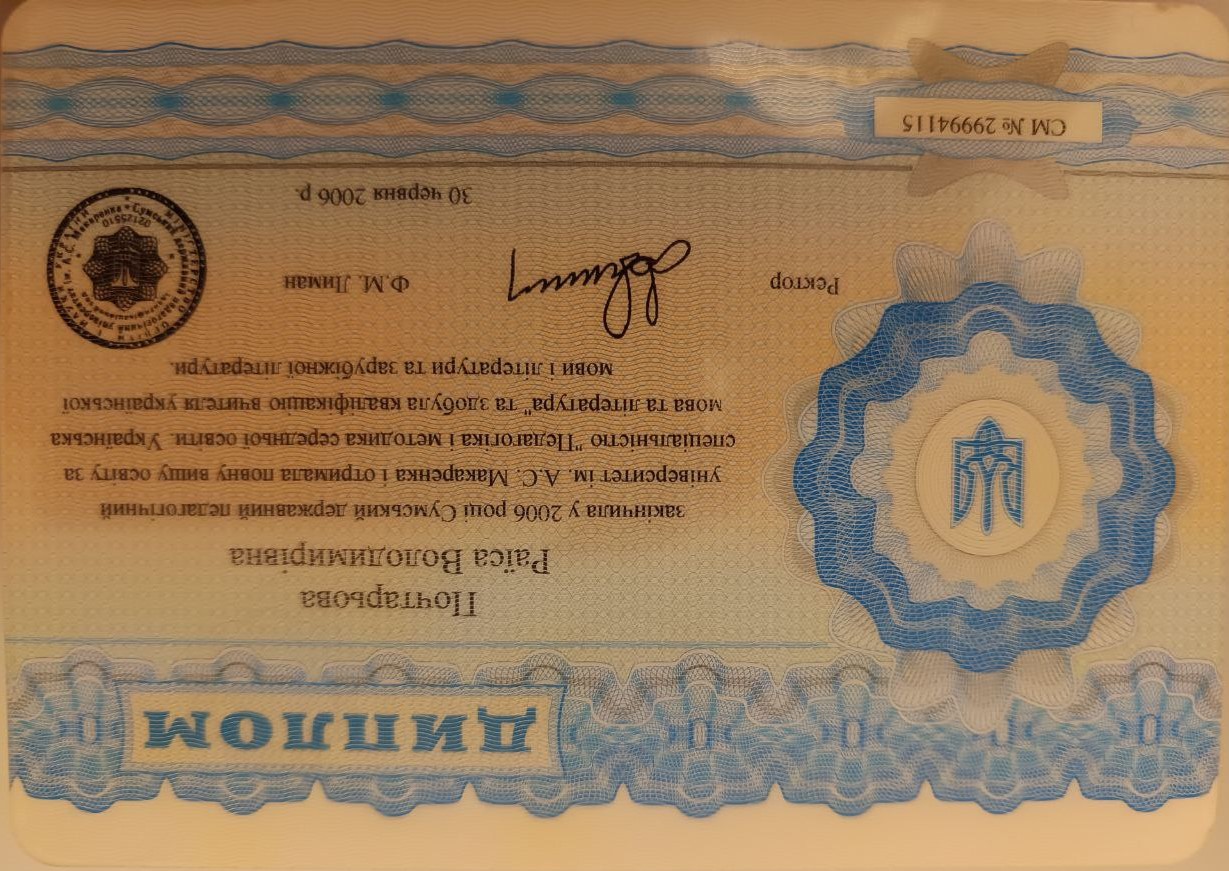 ДИПЛОМ
Почтарьова
Раїса Володимирівна
закінчила у 2006 році Сумський державний педагогічний
університет ім. А.С. Макаренка і отримала повну вищу освіту за
спеціальністю "Педагогіка і методика середньої освіти. Українська
мова та література" та здобула кваліфікацію вчителя української
мови і літератури та зарубіжної літератури.
Ректор Ф.М. Лиман
30 червня 2006 р.
СМ № 29994115
02125510